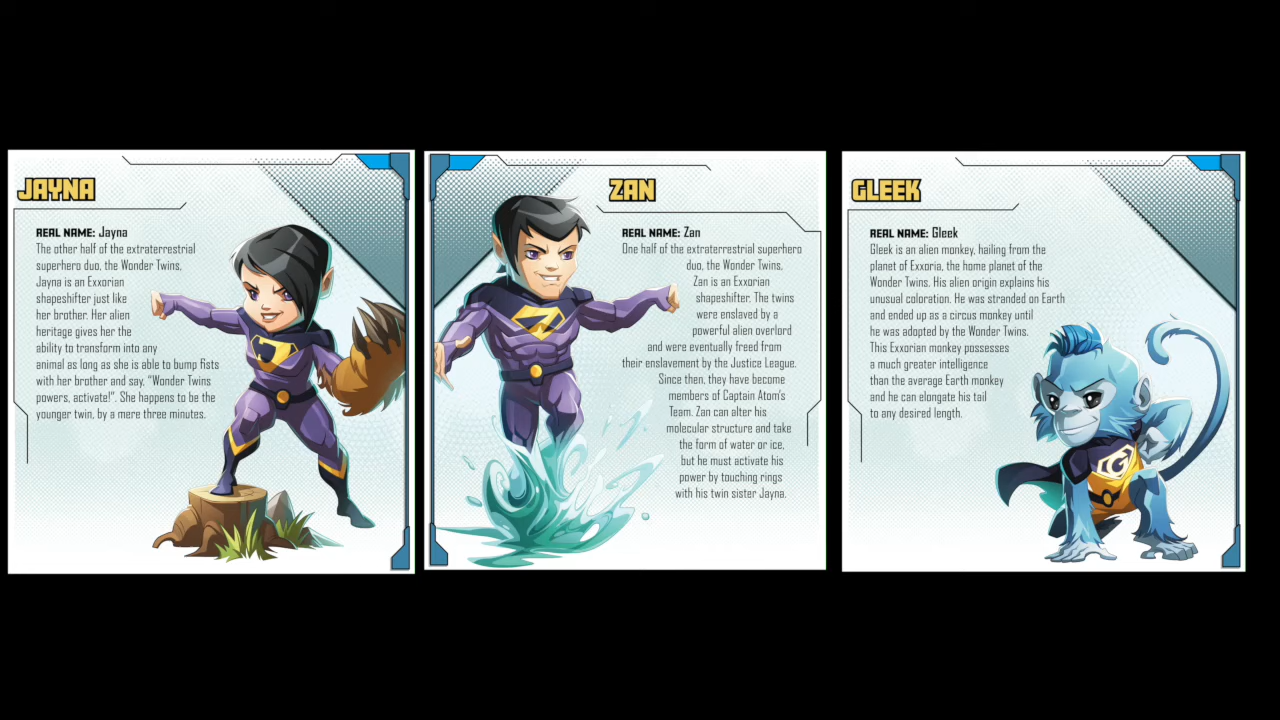 JAYNA
REAL NAME: Jayna
The other half of the extraterrestrial
superhero duo, the Wonder Twins,
Jayna is an Exxorian
shapeshifter just like
her brother. Her alien
heritage gives her the
ability to transform into any
animal as long as she is able to bump fists
with her brother and say, “Wonder Twins
powers, activate!”. She happens to be the
younger twin, by a mere three minutes.
ZAN
REAL NAME: Zan
One half of the extraterrestrial superhero
duo, the Wonder Twins,
Zan is an Exxorian
shapeshifter. The twins
were enslaved by a
powerful alien overlord
and were eventually freed from
their enslavement by the Justice League.
Since then, they have become
members of Captain Atom’s
Team. Zan can alter his
molecular structure and take
the form of water or ice,
but he must activate his
power by touching rings
with his twin sister Jayna.
GLEEK
REAL NAME: Gleek
Gleek is an alien monkey, hailing from the
planet of Exxoria, the home planet of the
Wonder Twins. His alien origin explains his
unusual coloration. He was stranded on Earth
and ended up as a circus monkey until
he was adopted by the Wonder Twins.
This Exxorian monkey possesses
a much greater intelligence
than the average Earth monkey
and he can elongate his tail
to any desired length.